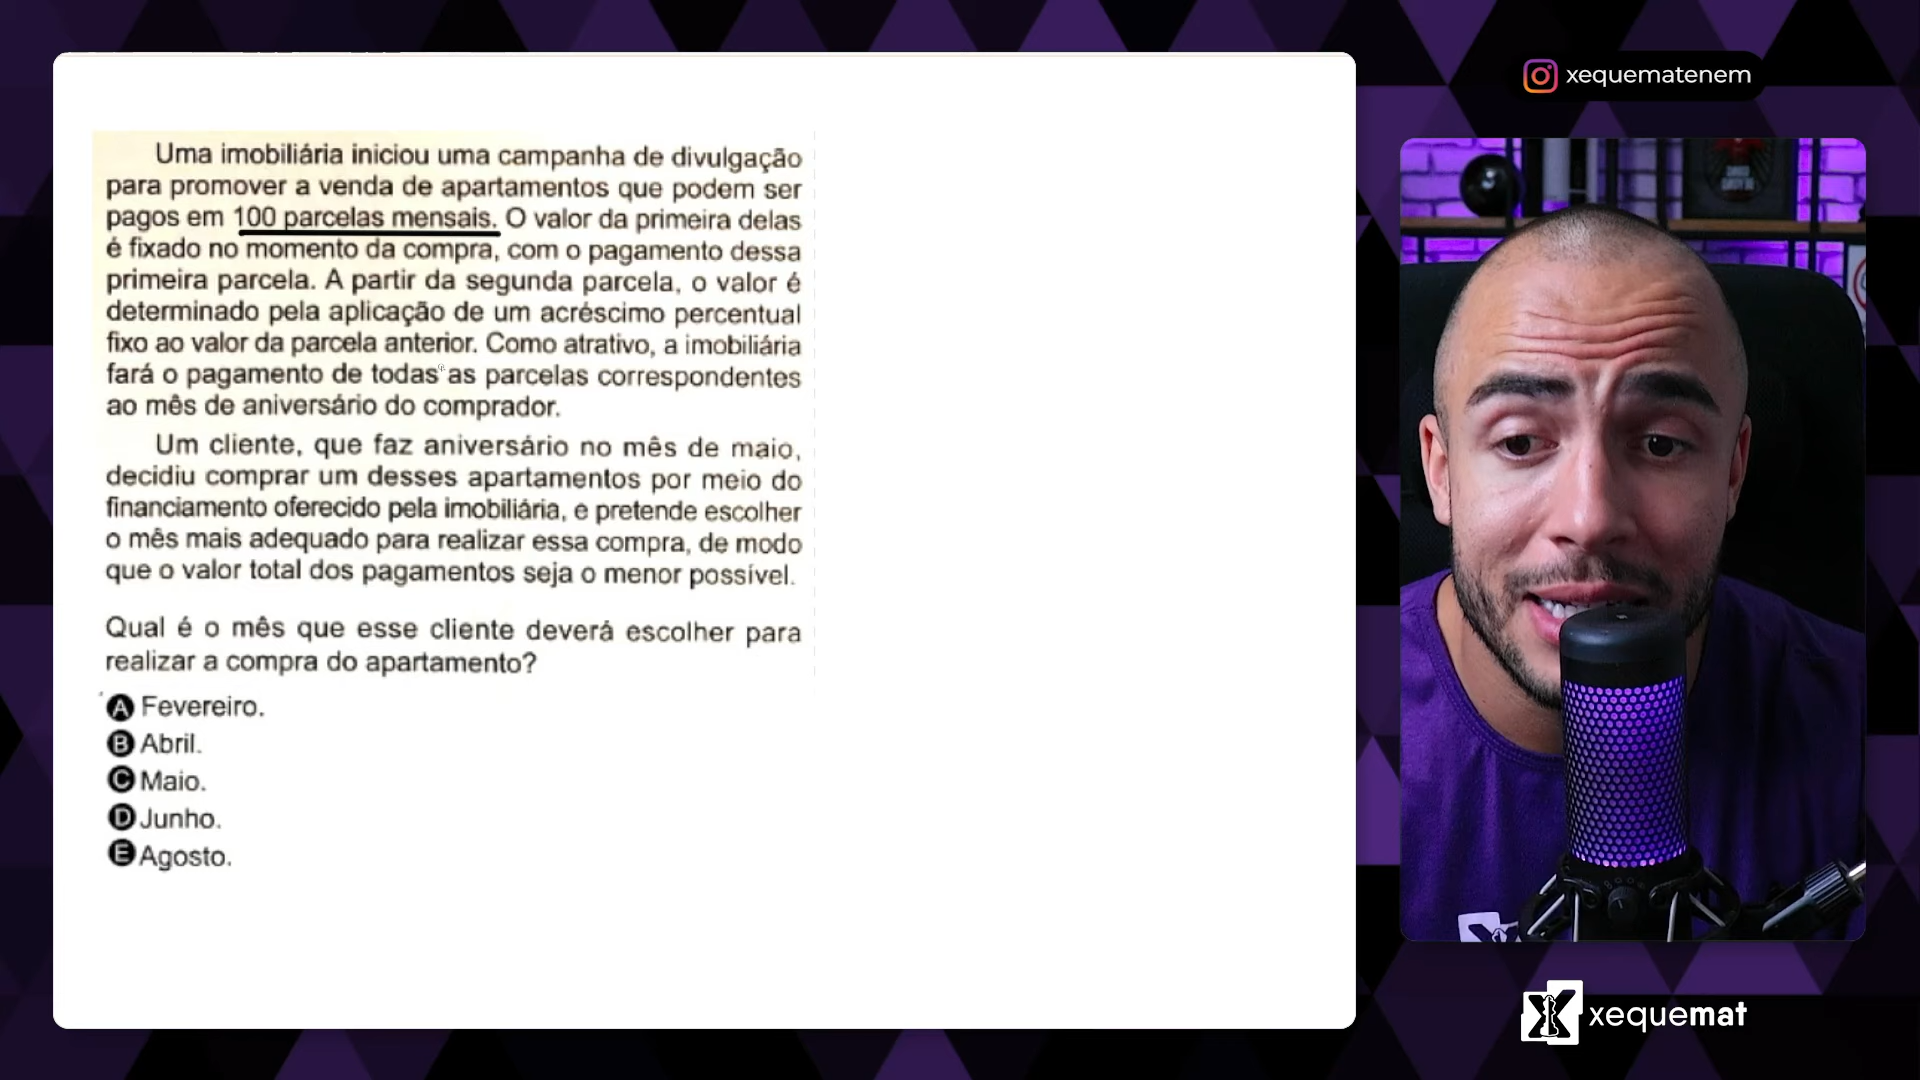 Uma imobiliária iniciou uma campanha de divulgação
para promover a venda de apartamentos que podem ser
pagos em 100 parcelas mensais. O valor da primeira delas
é fixado no momento da compra, com o pagamento dessa
primeira parcela. A partir da segunda parcela, o valor é
determinado pela aplicação de um acréscimo percentual
fixo ao valor da parcela anterior. Como atrativo, a imobiliária
fará o pagamento de todas as parcelas correspondentes
ao mês de aniversário do comprador.
Um cliente, que faz aniversário no mês de maio,
decidiu comprar um desses apartamentos por meio do
financiamento oferecido pela imobiliária, e pretende escolher
o mês mais adequado para realizar essa compra, de modo
que o valor total dos pagamentos seja o menor possível.
Qual é o mês que esse cliente deverá escolher para
realizar a compra do apartamento?
A Fevereiro.
B Abril.
C Maio.
D Junho.
E Agosto.
xequematenem
xequemat